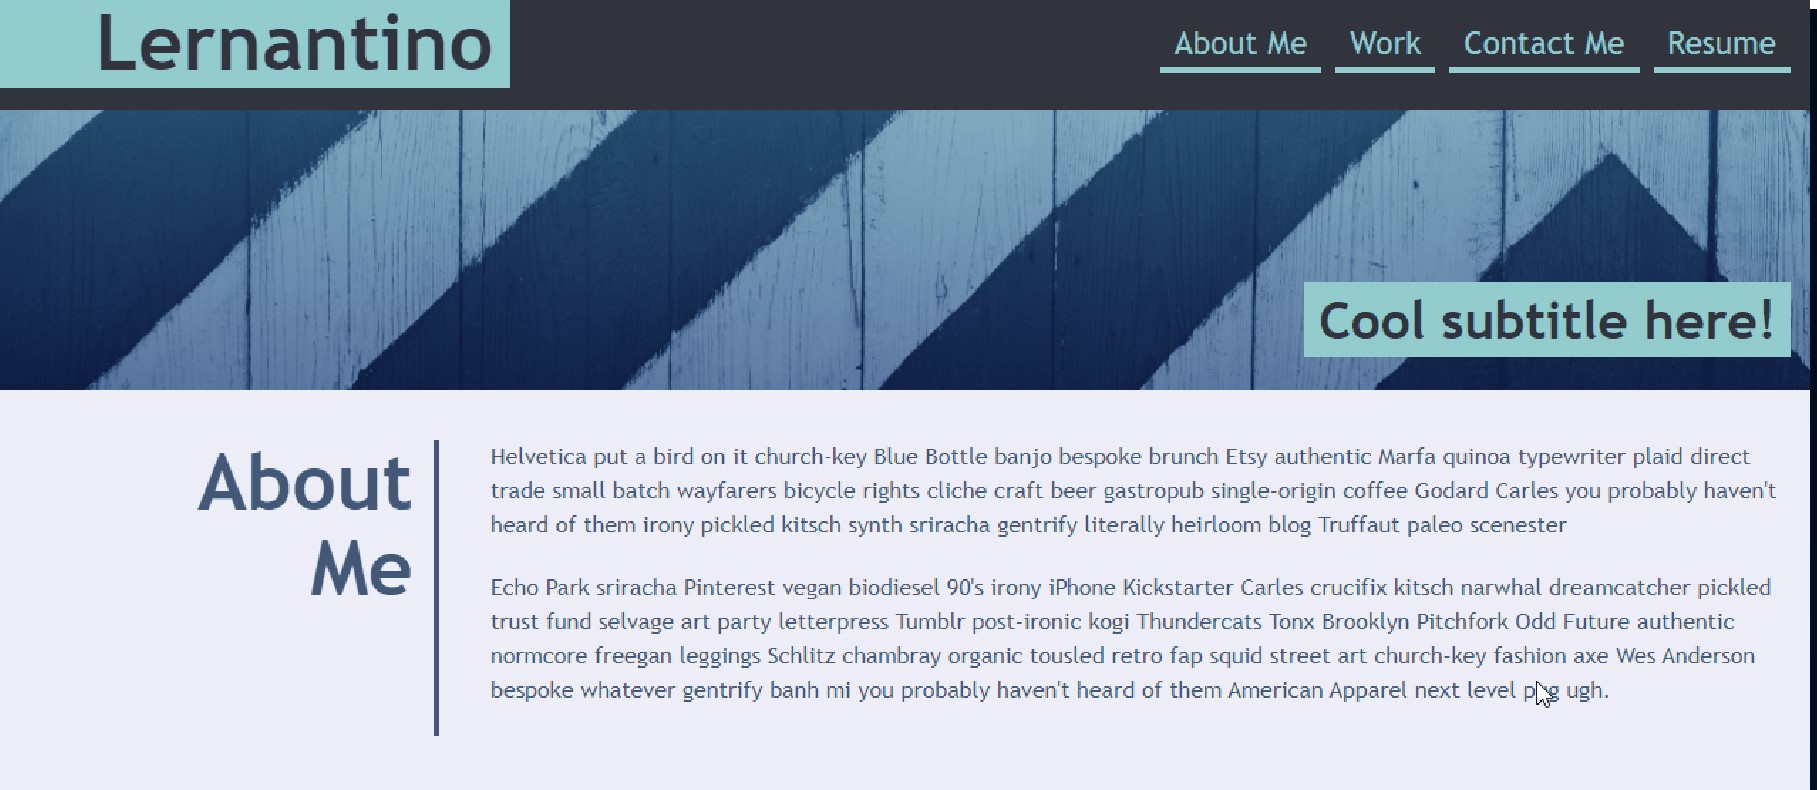 Lernantino
About Me Work Contact Me Resume
Cool subtitle here!
About
Me
Helvetica put a bird on it church-key Blue Bottle banjo bespoke brunch Etsy authentic Marfa quinoa typewriter plaid direct
trade small batch wayfarers bicycle rights cliche craft beer gastropub single-origin coffee Godard Carles you probably haven't
heard of them irony pickled kitsch synth sriracha gentrify literally heirloom blog Truffaut paleo scenester
Echo Park sriracha Pinterest vegan biodiesel 90's irony iPhone Kickstarter Carles crucifix kitsch narwhal dreamcatcher pickled
trust fund selvage art party letterpress Tumblr post-ironic kogi Thundercats Tonx Brooklyn Pitchfork Odd Future authentic
normcore freegan leggings Schlitz chambray organic tousled retro fap squid street art church-key fashion axe Wes Anderson
bespoke whatever gentrify banh mi you probably haven't heard of them American Apparel next level ugh.